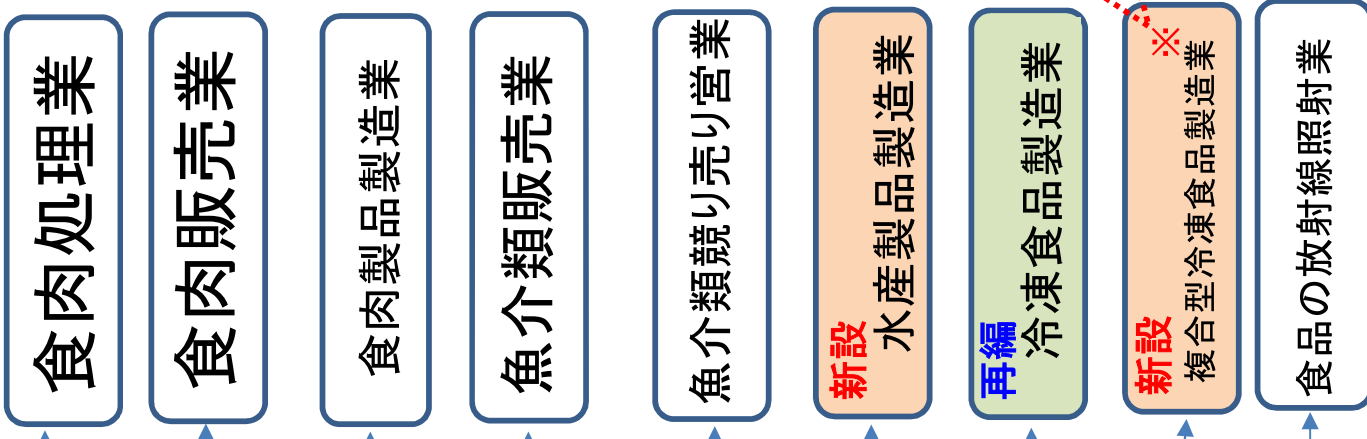 食肉処理業
食肉販売業
食肉製品製造業
魚介類販売業
魚介類競り売り営業
新設
水産製品製造業
再編
冷凍食品製造業
新設
※
複合型冷凍食品製造業
食品の放射線照射業